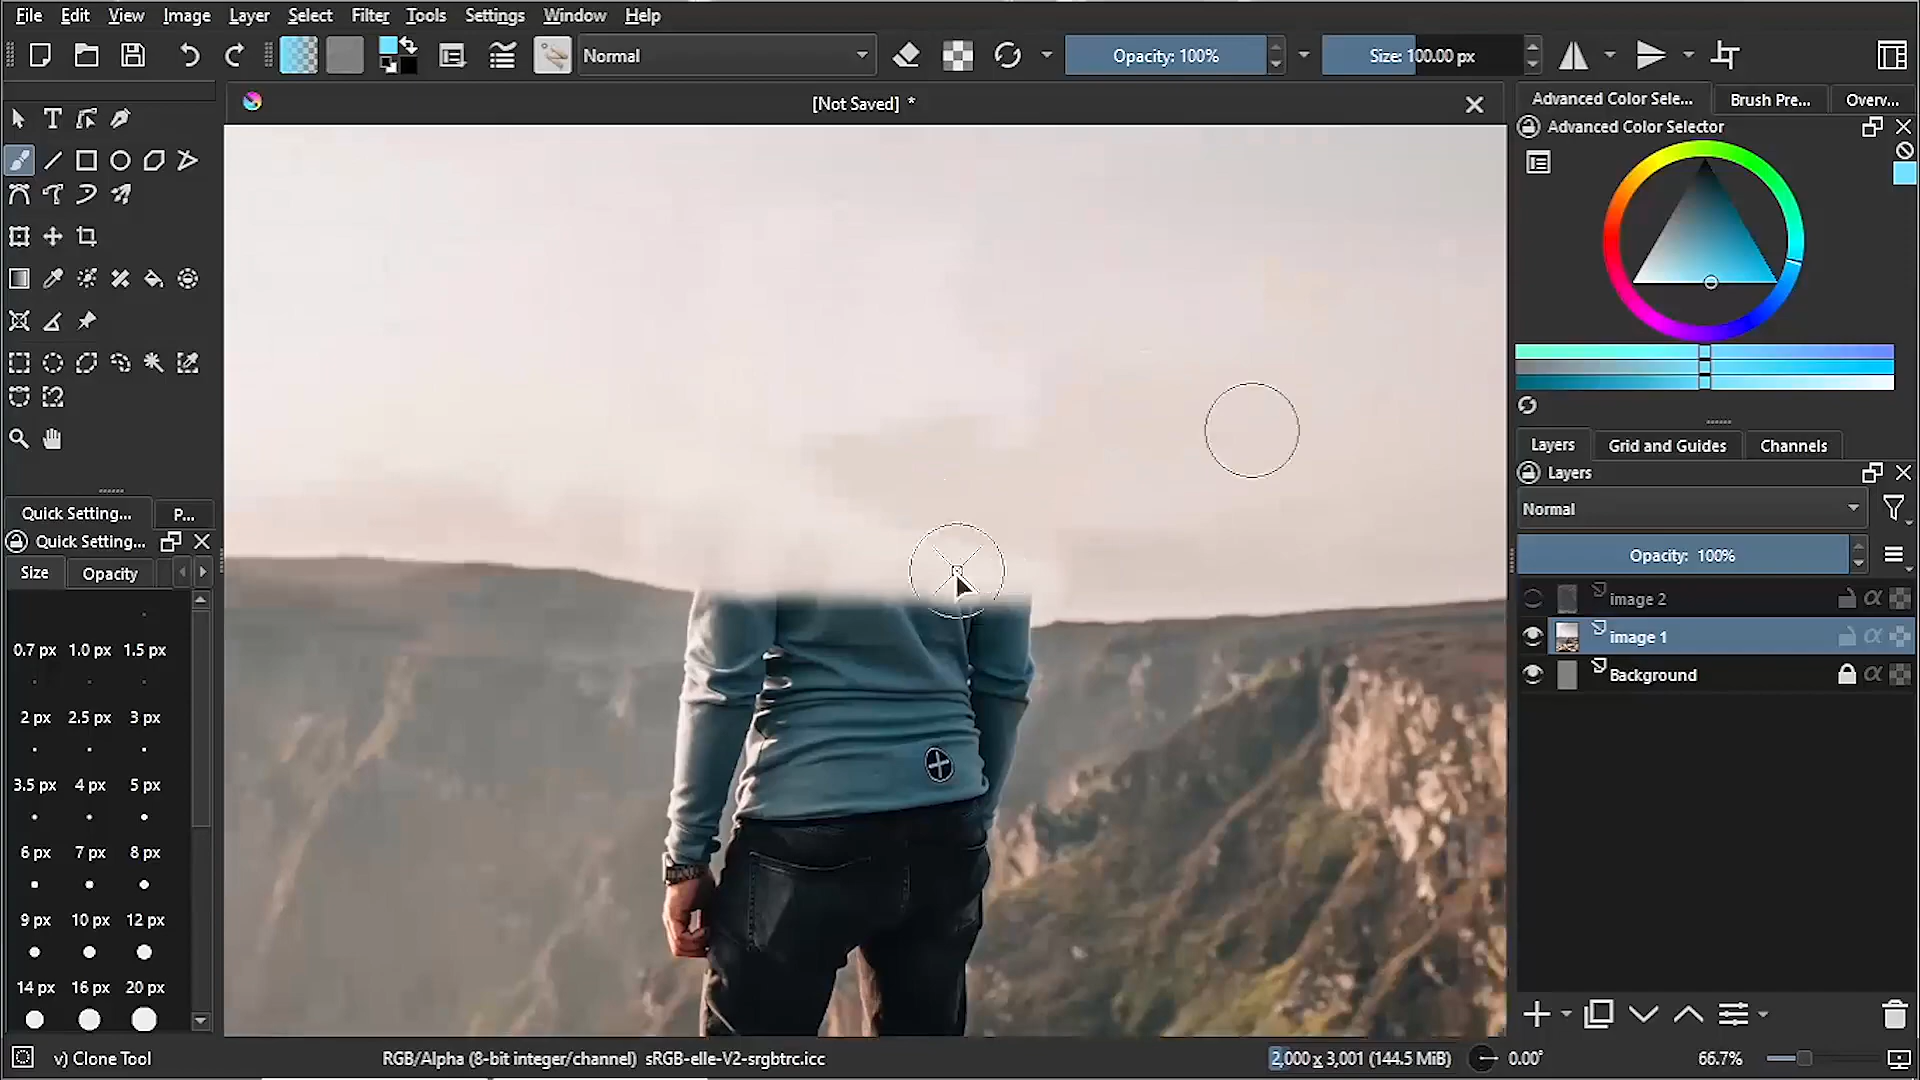 File Edit View Image Layer Select Filter Tools Settings Window Help
Normal
Opacity: 100%
Size: 100.00 px
[Not Saved] *
Advanced Color Sele...
Brush Pre...
Overv...
Advanced Color Selector
Quick Setting...
P...
Quick Setting...
Size
Opacity
0.7 px 1.0 px 1.5 px
2 px 2.5 px 3 px
3.5 px 4 px 5 px
6 px 7 px 8 px
9 px 10 px 12 px
14 px 16 px 20 px
Layers
Grid and Guides
Channels
Layers
Normal
Opacity: 100%
image 2
image 1
Background
v) Clone Tool
RGB/Alpha (8-bit integer/channel) sRGB-elle-V2-srgbtrc.icc
2,000 x 3,001 (144.5 MiB)
0.00°
66.7%